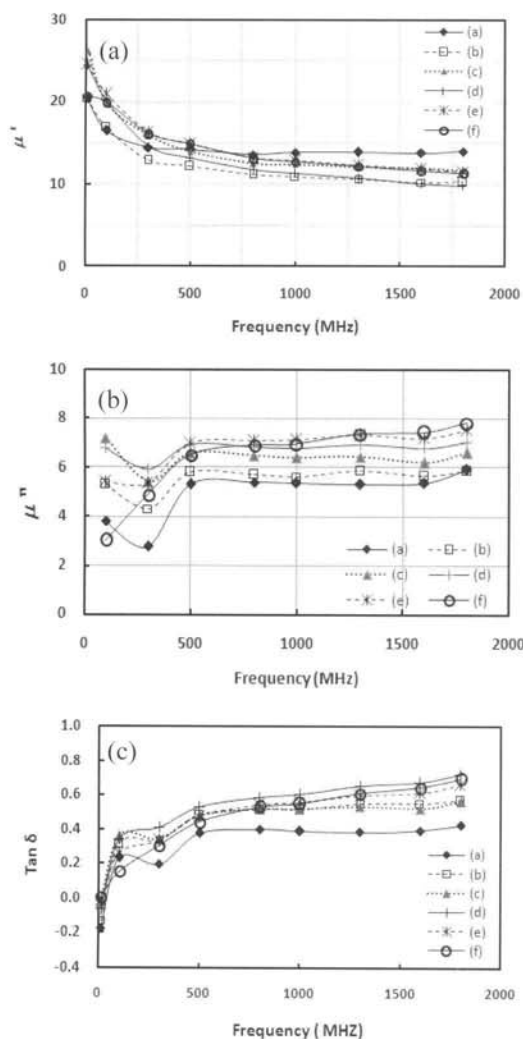 30
(a)
(a)
(b)
20
(c)
(d)
μ'
(e)
(f)
10
0
0 500 1000 1500 2000
Frequency (MHz)
10
(b)
8
6
μ"
4
(a) (b)
(c) (d)
2
(e) (f)
0
0 500 1000 1500 2000
Frequency (MHz)
1.0
(c)
0.8
0.6
0.4
Tan δ
0.2
(a)
(b)
0.0
(c)
(d)
-0.2
(e)
(f)
-0.4
0 500 1000 1500 2000
Frequency ( MHZ)